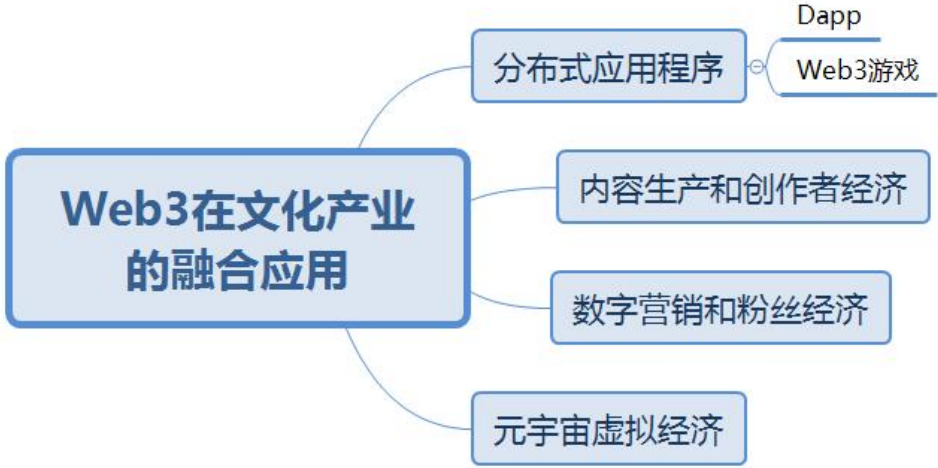 Dapp
分布式应用程序
Web3游戏
内容生产和创作者经济
Web3在文化产业
的融合应用
数字营销和粉丝经济
元宇宙虚拟经济